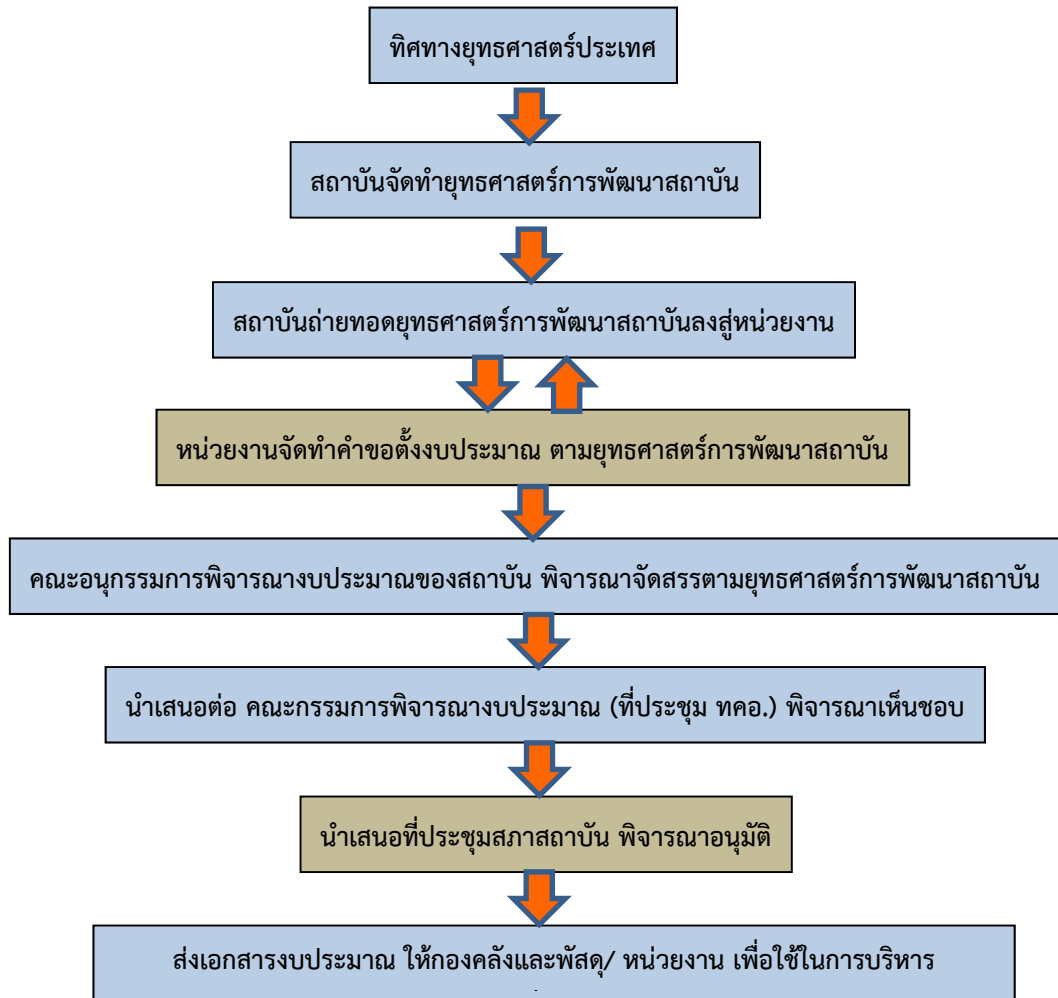 ทิศทางยุทธศาสตร์ประเทศ
สถาบันจัดทำยุทธศาสตร์การพัฒนาสถาบัน
สถาบันถ่ายทอดยุทธศาสตร์การพัฒนาสถาบันลงสู่หน่วยงาน
หน่วยงานจัดทำคำขอตั้งงบประมาณ ตามยุทธศาสตร์การพัฒนาสถาบัน
คณะอนุกรรมการพิจารณางบประมาณของสถาบัน พิจารณาจัดสรรตามยุทธศาสตร์การพัฒนาสถาบัน
นำเสนอต่อ คณะกรรมการพิจารณางบประมาณ (ที่ประชุม ทคอ.) พิจารณาเห็นชอบ
นำเสนอที่ประชุมสภาสถาบัน พิจารณาอนุมัติ
ส่งเอกสารงบประมาณ ให้กองคลังและพัสดุ/ หน่วยงาน เพื่อใช้ในการบริหาร